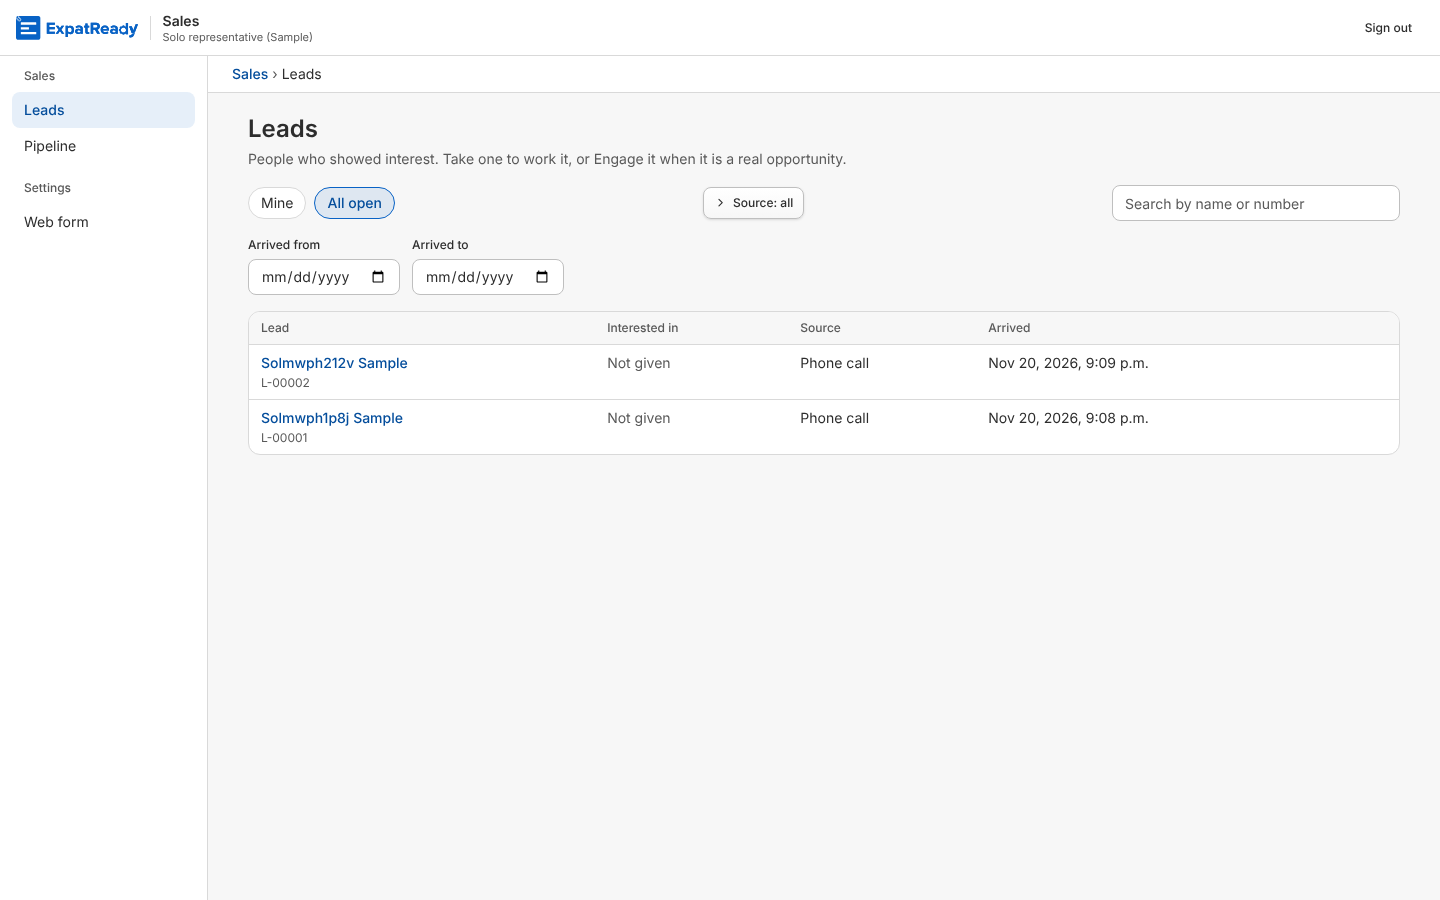 ExpatReady
Sales
Solo representative (Sample)
Sign out
Sales
Leads
Pipeline
Settings
Web form
Sales › Leads
Leads
People who showed interest. Take one to work it, or Engage it when it is a real opportunity.
Mine
All open
Source: all
Search by name or number
Arrived from
Arrived to
mm/dd/yyyy
mm/dd/yyyy
Lead Interested in Source Arrived
Solmwph212v Sample Not given Phone call Nov 20, 2026, 9:09 p.m.
L-00002
Solmwph1p8j Sample Not given Phone call Nov 20, 2026, 9:08 p.m.
L-00001